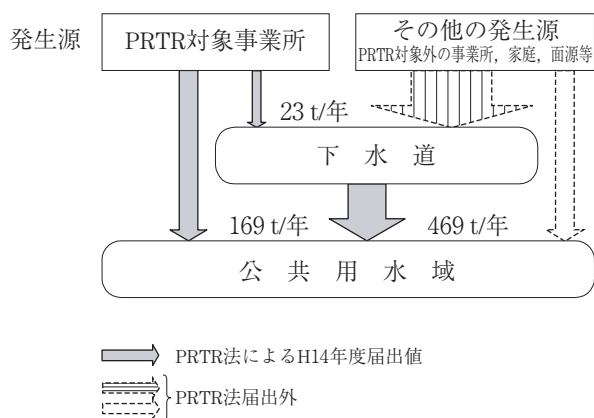 発生源
PRTR対象事業所
その他の発生源
PRTR対象外の事業所，家庭，面源等
23 t/年
下水道
169 t/年
469 t/年
公共用水域
PRTR法によるH14年度届出値
PRTR法届出外